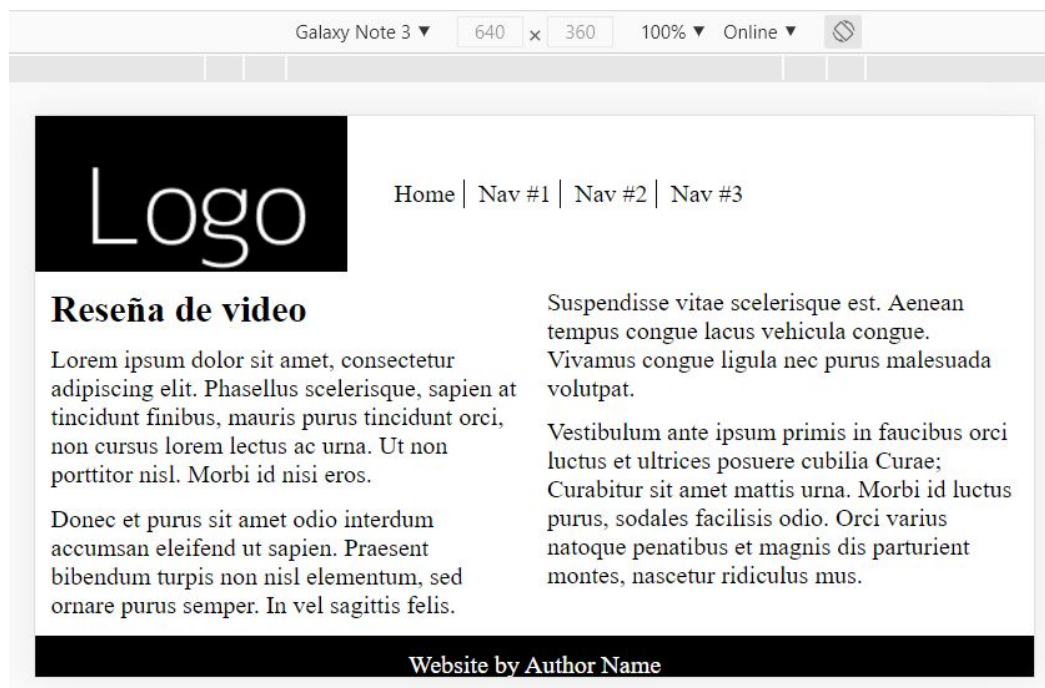 Galaxy Note 3 ▼ 640 × 360 100% ▼ Online ▼
Logo
Home | Nav #1 | Nav #2 | Nav #3
Reseña de video
Lorem ipsum dolor sit amet, consectetur
adipiscing elit. Phasellus scelerisque, sapien at
tincidunt finibus, mauris purus tincidunt orci,
non cursus lorem lectus ac urna. Ut non
porttitor nisl. Morbi id nisi eros.
Donec et purus sit amet odio interdum
accumsan eleifend ut sapien. Praesent
bibendum turpis non nisl elementum, sed
ornare purus semper. In vel sagittis felis.
Suspendisse vitae scelerisque est. Aenean
tempus congue lacus vehicula congue.
Vivamus congue ligula nec purus malesuada
volutpat.
Vestibulum ante ipsum primis in faucibus orci
luctus et ultrices posuere cubilia Curae;
Curabitur sit amet mattis urna. Morbi id luctus
purus, sodales facilisis odio. Orci varius
natoque penatibus et magnis dis parturient
montes, nascetur ridiculus mus.
Website by Author Name